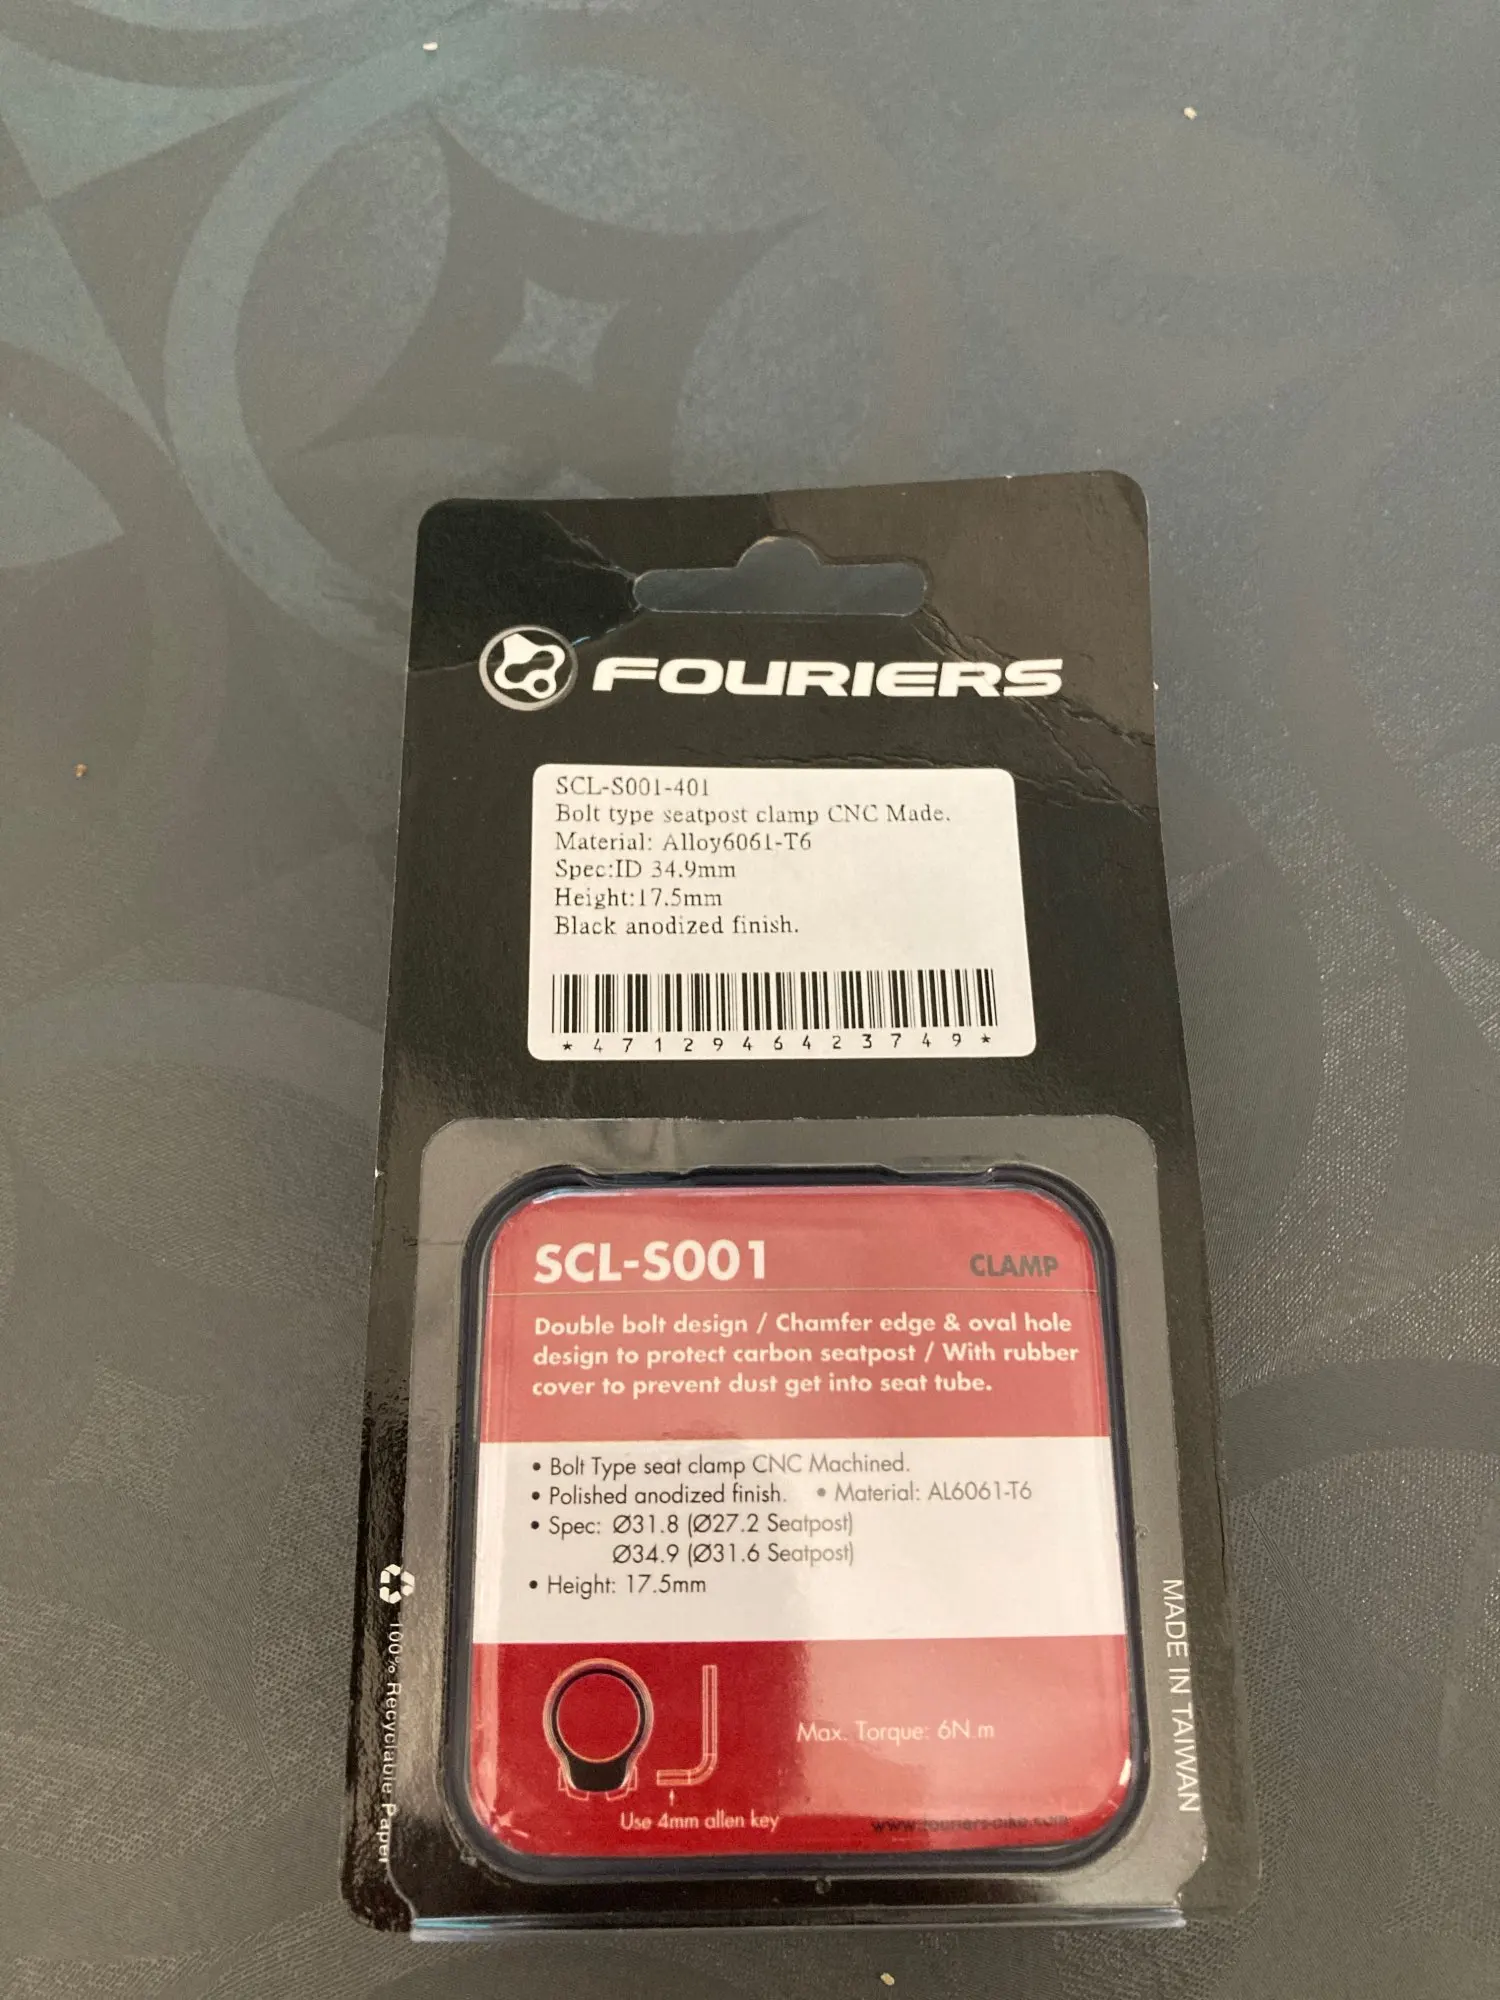 FOURIERS
SCL-S001-401
Bolt type seatpost clamp CNC Made.
Material: Alloy6061-T6
Spec:ID 34.9mm
Height:17.5mm
Black anodized finish.
* 4 7 1 2 9 4 6 4 2 3 7 4 9 *
SCL-S001 CLAMP
Double bolt design / Chamfer edge & oval hole
design to protect carbon seatpost / With rubber
cover to prevent dust get into seat tube.
• Bolt Type seat clamp CNC Machined.
• Polished anodized finish. • Material: AL6061-T6
• Spec: Ø31.8 (Ø27.2 Seatpost)
Ø34.9 (Ø31.6 Seatpost)
• Height: 17.5mm
Max. Torque: 6N.m
Use 4mm allen key
www.fouriers-bike.com
100% Recyclable Paper
MADE IN TAIWAN